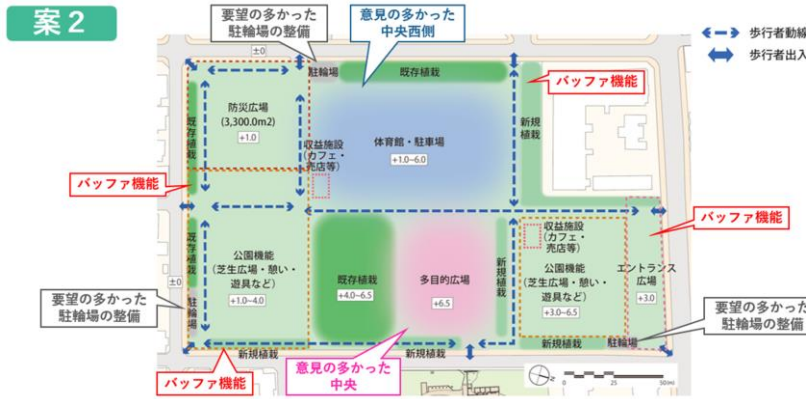 案２
要望の多かった
駐輪場の整備
意見の多かった
中央西側
歩行者動線
歩行者出入
±0
駐輪場
既存植栽
バッファ機能
防災広場
(3,300.0m2)
+1.0
既存植栽
収益施設
(カフェ・
売店等)
体育館・駐車場
+1.0~6.0
新規植栽
バッファ機能
バッファ機能
既存植栽
公園機能
(芝生広場・憩い・
遊具など)
+1.0~4.0
既存植栽
+4.0~6.5
多目的広場
+6.5
新規植栽
収益施設
(カフェ・
売店等)
公園機能
(芝生広場・憩い・
遊具など)
+3.0~6.5
エントランス
広場
+3.0
±0
要望の多かった
駐輪場の整備
駐輪場
新規植栽
新規植栽
新規植栽
駐輪場
要望の多かった
駐輪場の整備
バッファ機能
意見の多かった
中央
0 25 50(m)